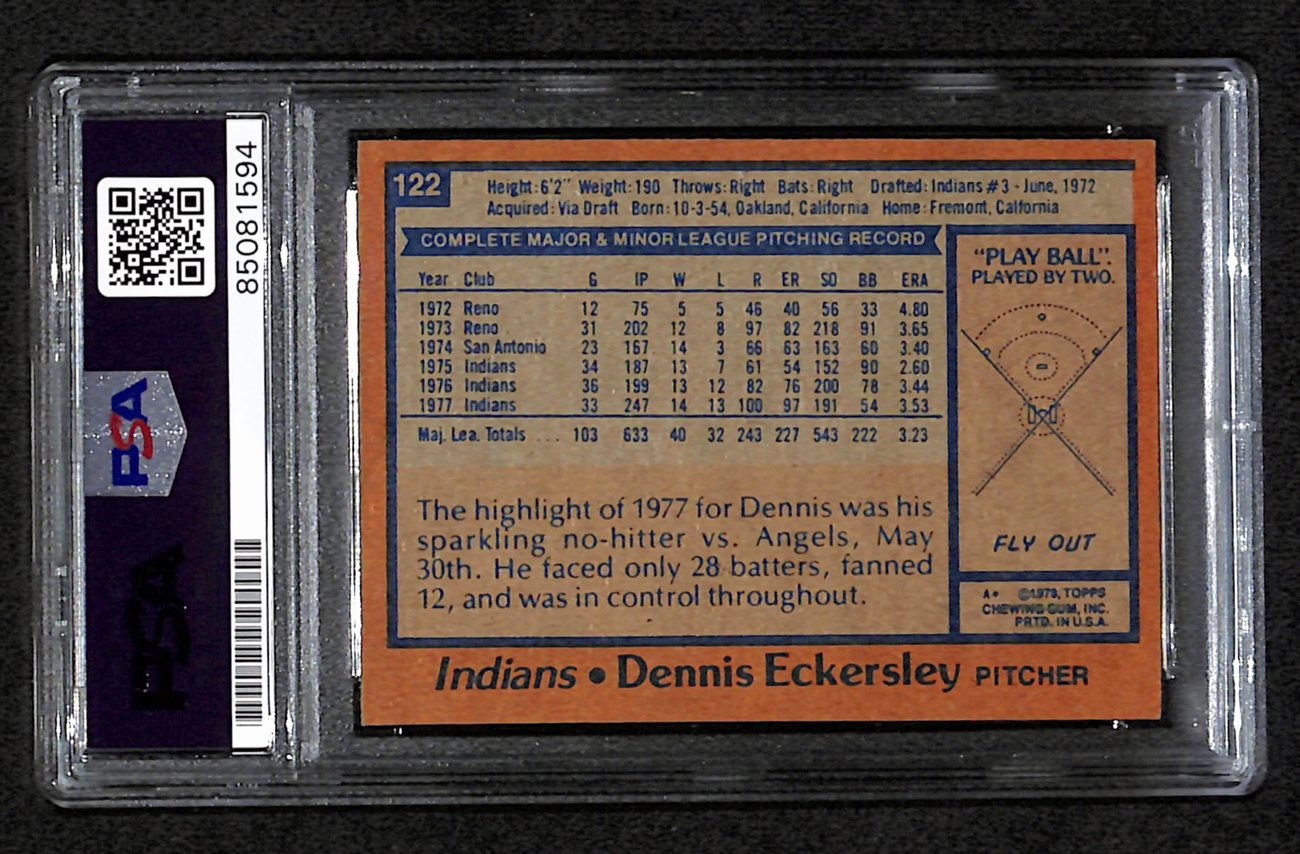 85081594
PSA
PSA
122
Height:6'2" Weight:190 Throws:Right Bats:Right Drafted:Indians #3 - June, 1972
Acquired:Via Draft Born:10-3-54, Oakland, California Home:Fremont, Calfornia
COMPLETE MAJOR & MINOR LEAGUE PITCHING RECORD
Year Club G IP W L R ER SO BB ERA
1972 Reno 12 75 5 5 46 40 56 33 4.80
1973 Reno 31 202 12 8 97 82 218 91 3.65
1974 San Antonio 23 167 14 3 66 63 163 60 3.40
1975 Indians 34 187 13 7 61 54 152 90 2.60
1976 Indians 36 199 13 12 82 76 200 78 3.44
1977 Indians 33 247 14 13 100 97 191 54 3.53
Maj. Lea. Totals ... 103 633 40 32 243 227 543 222 3.23
The highlight of 1977 for Dennis was his
sparkling no-hitter vs. Angels, May
30th. He faced only 28 batters, fanned
12, and was in control throughout.
"PLAY BALL".
PLAYED BY TWO.
FLY OUT
A* ©1978, TOPPS
CHEWING GUM, INC.
PRTD. IN U.S.A.
Indians • Dennis Eckersley PITCHER